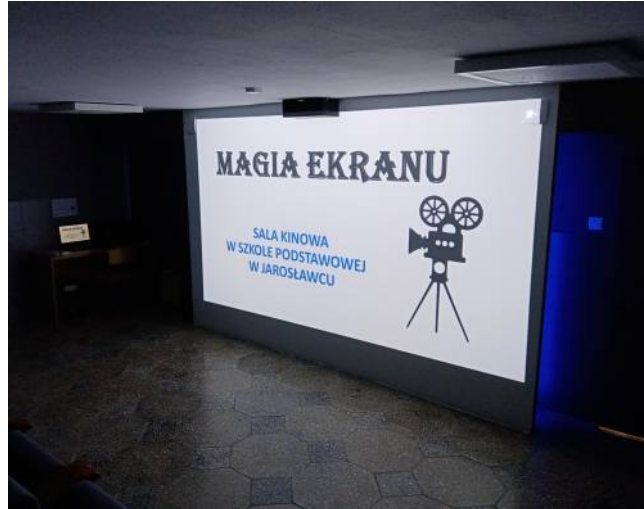 MAGIA EKRANU
SALA KINOWA
W SZKOLE PODSTAWOWEJ
W JAROSŁAWCU